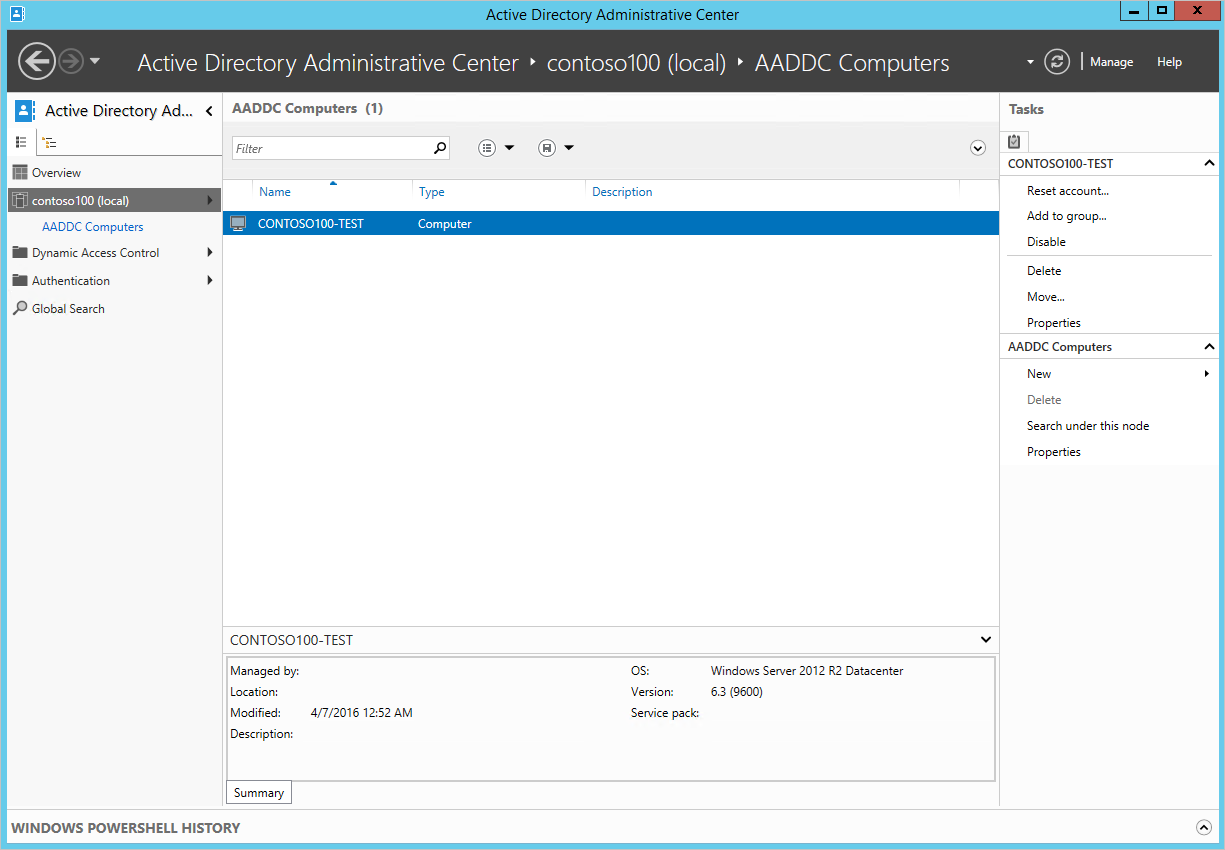 Active Directory Administrative Center
Active Directory Administrative Center contoso100 (local) AADDC Computers
Manage Help
Active Directory Ad...
Overview
contoso100 (local)
AADDC Computers
Dynamic Access Control
Authentication
Global Search
AADDC Computers (1)
Filter
Name Type Description
CONTOSO100-TEST Computer
CONTOSO100-TEST
Managed by:
Location:
Modified: 4/7/2016 12:52 AM
Description:
OS: Windows Server 2012 R2 Datacenter
Version: 6.3 (9600)
Service pack:
Summary
Tasks
CONTOSO100-TEST
Reset account...
Add to group...
Disable
Delete
Move...
Properties
AADDC Computers
New
Delete
Search under this node
Properties
WINDOWS POWERSHELL HISTORY